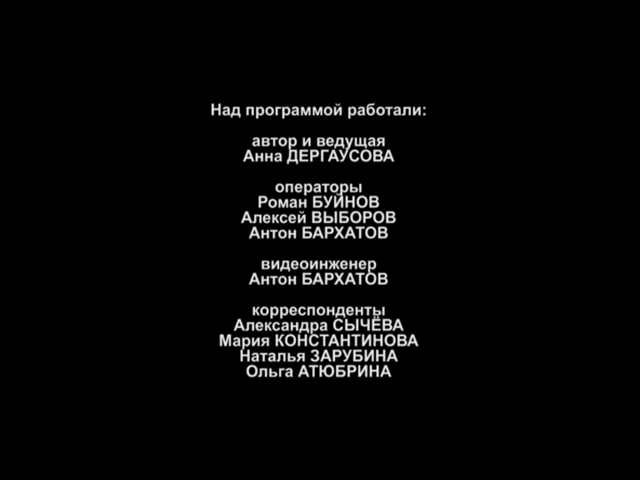 Над программой работали:
автор и ведущая
Анна ДЕРГАУСОВА
операторы
Роман БУЙНОВ
Алексей ВЫБОРОВ
Антон БАРХАТОВ
видеоинженер
Антон БАРХАТОВ
корреспонденты
Александра СЫЧЁВА
Мария КОНСТАНТИНОВА
Наталья ЗАРУБИНА
Ольга АТЮБРИНА